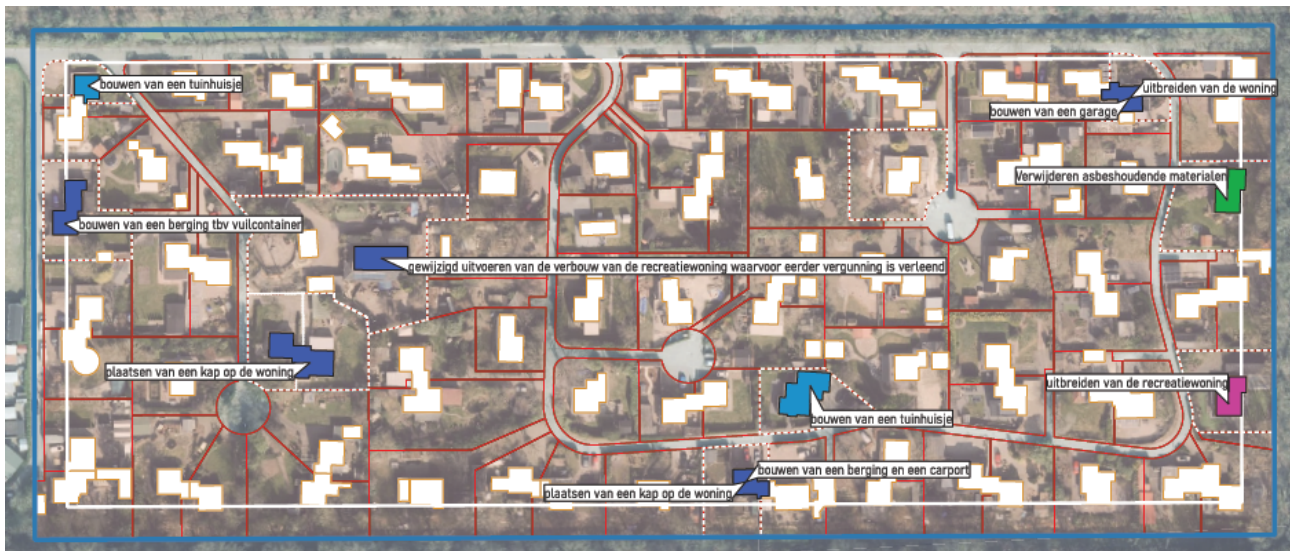 bouwen van een tuinhuisje
uitbreiden van de woning
bouwen van een garage
Verwijderen asbeshoudende materialen
bouwen van een berging tbv vuilcontainer
gewijzigd uitvoeren van de verbouw van de recreatiewoning waarvoor eerder vergunning is verleend
plaatsen van een kap op de woning
uitbreiden van de recreatiewoning
bouwen van een tuinhuisje
bouwen van een berging en een carport
plaatsen van een kap op de woning